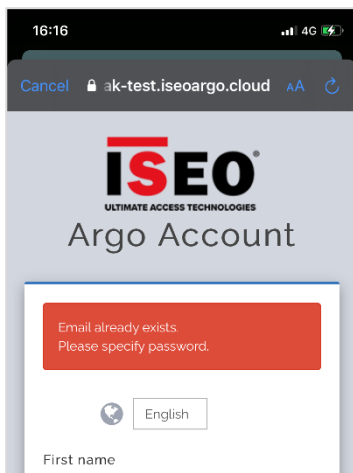 16:16
4G
Cancel ak-test.iseoargo.cloud AA
ISEO
ULTIMATE ACCESS TECHNOLOGIES
Argo Account
Email already exists.
Please specify password.
English
First name